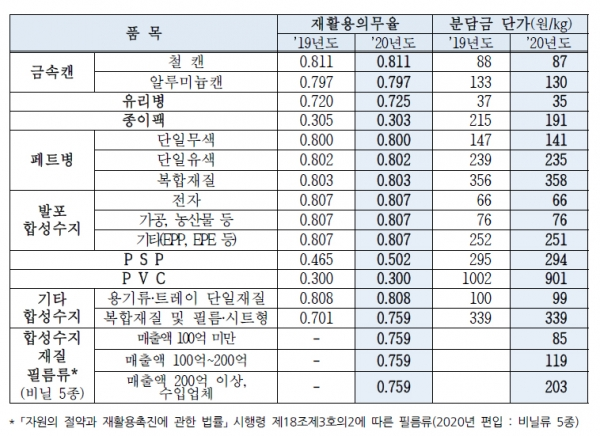 품 목 재활용의무율 분담금 단가(원/kg)
'19년도 '20년도 '19년도 '20년도
금속캔 철 캔 0.811 0.811 88 87
알루미늄캔 0.797 0.797 133 130
유리병 0.720 0.725 37 35
종이팩 0.305 0.303 215 191
페트병 단일무색 0.800 0.800 147 141
단일유색 0.802 0.802 239 235
복합재질 0.803 0.803 356 358
발포 합성수지 전자 0.807 0.807 66 66
가공, 농산물 등 0.807 0.807 76 76
기타(EPP, EPE 등) 0.807 0.807 252 251
P S P 0.465 0.502 295 294
P V C 0.300 0.300 1002 901
기타 합성수지 용기류·트레이 단일재질 0.808 0.808 100 99
복합재질 및 필름·시트형 0.701 0.759 339 339
합성수지 재질 필름류* (비닐 5종) 매출액 100억 미만 - 0.759 85
매출액 100억~200억 - 0.759 119
매출액 200억 이상, 수입업체 - 0.759 203
* 「자원의 절약과 재활용촉진에 관한 법률」 시행령 제18조제3호의2에 따른 필름류(2020년 편입 : 비닐류 5종)